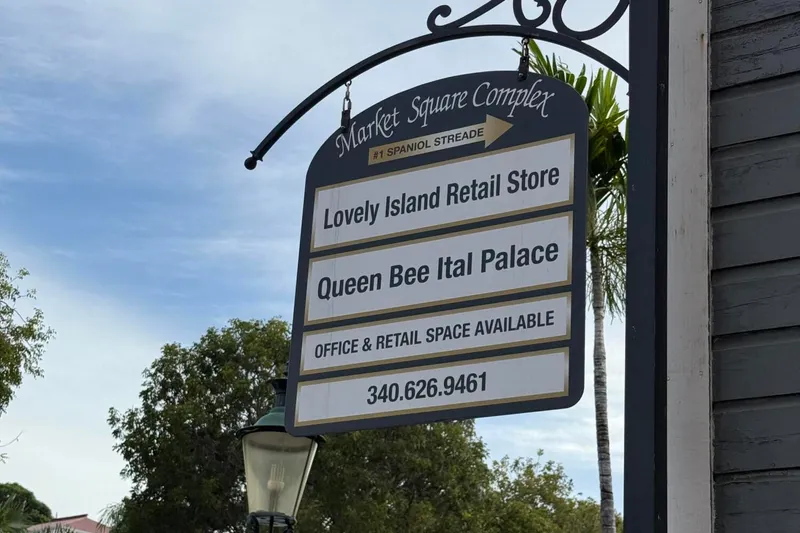 Market Square Complex
#1 SPANIOL STREADE
Lovely Island Retail Store
Queen Bee Ital Palace
OFFICE & RETAIL SPACE AVAILABLE
340.626.9461